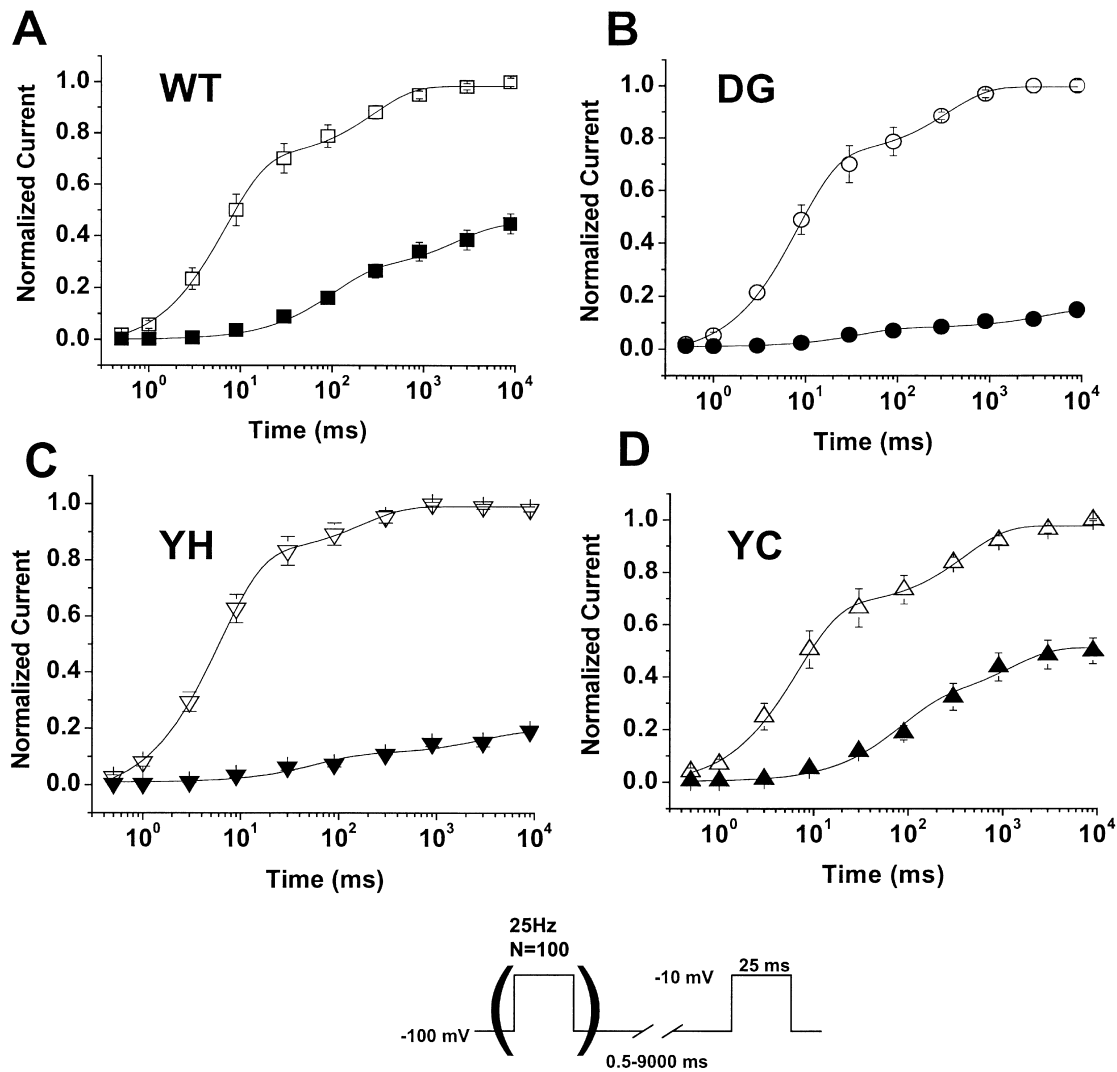 A
WT
Normalized Current
1.0
0.8
0.6
0.4
0.2
0.0
10^0 10^1 10^2 10^3 10^4
Time (ms)
B
DG
Normalized Current
1.0
0.8
0.6
0.4
0.2
0.0
10^0 10^1 10^2 10^3 10^4
Time (ms)
C
YH
Normalized Current
1.0
0.8
0.6
0.4
0.2
0.0
10^0 10^1 10^2 10^3 10^4
Time (ms)
D
YC
Normalized Current
1.0
0.8
0.6
0.4
0.2
0.0
10^0 10^1 10^2 10^3 10^4
Time (ms)
25Hz
N=100
-10 mV
25 ms
-100 mV
0.5-9000 ms